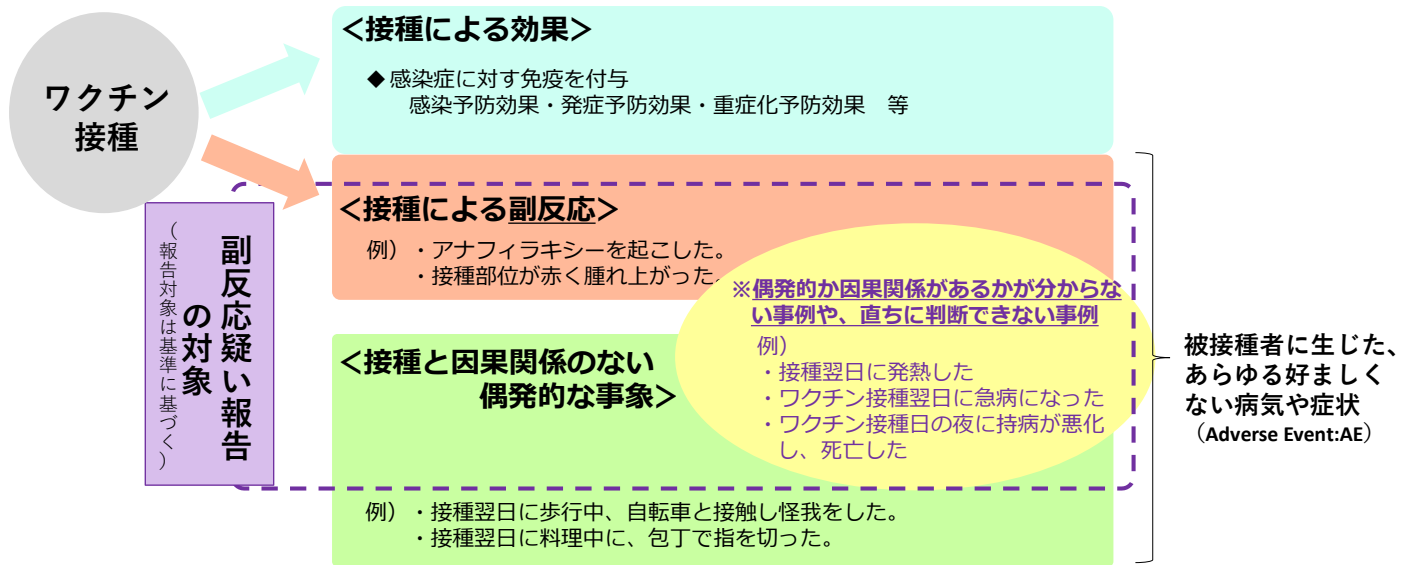 ワクチン
接種
＜接種による効果＞
◆ 感染症に対す免疫を付与
感染予防効果・発症予防効果・重症化予防効果　等
＜接種による副反応＞
例）・アナフィラキシーを起こした。
・接種部位が赤く腫れ上がった。
副反応疑い報告
の対象
（報告対象は基準に基づく）
※偶発的か因果関係があるかが分からな
い事例や、直ちに判断できない事例
例）
・接種翌日に発熱した
・ワクチン接種翌日に急病になった
・ワクチン接種日の夜に持病が悪化
し、死亡した
＜接種と因果関係のない
偶発的な事象＞
例）・接種翌日に歩行中、自転車と接触し怪我をした。
・接種翌日に料理中に、包丁で指を切った。
被接種者に生じた、
あらゆる好ましく
ない病気や症状
（Adverse Event:AE）